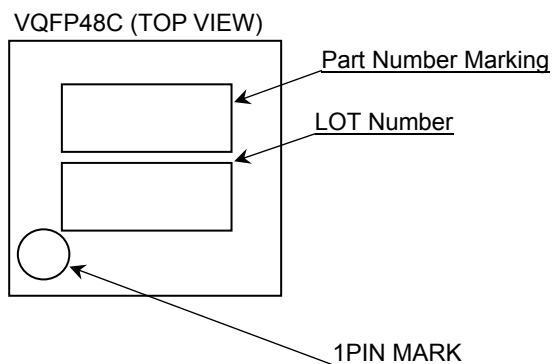 VQFP48C (TOP VIEW)
Part Number Marking
LOT Number
1PIN MARK